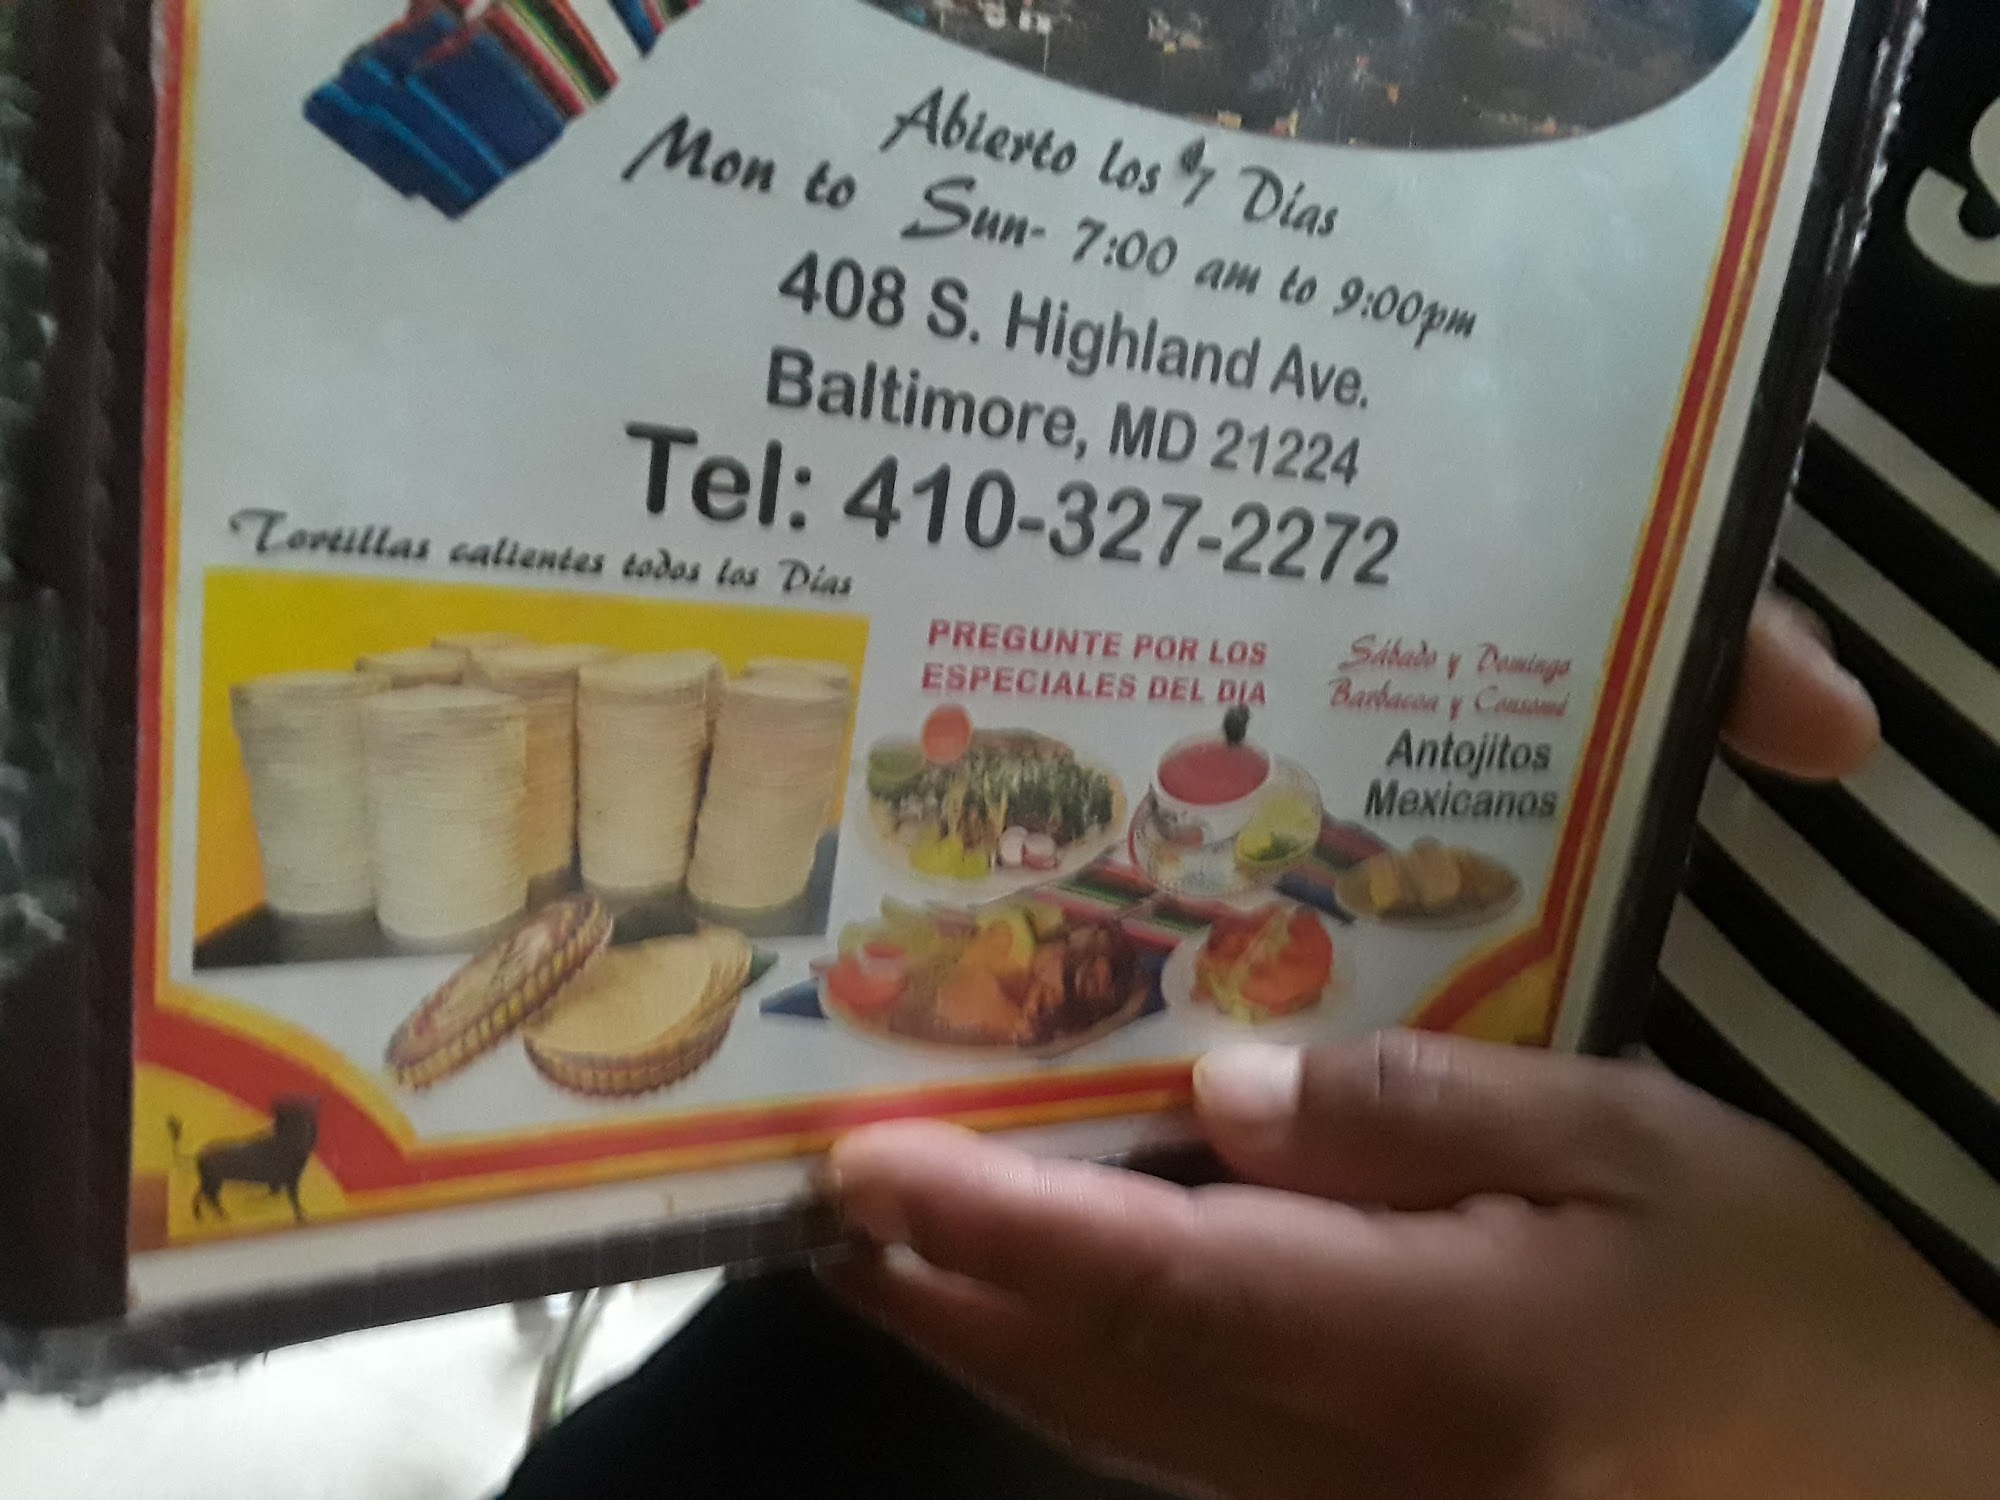 Abierto los 7 Días
Mon to Sun- 7:00 am to 9:00pm
408 S. Highland Ave.
Baltimore, MD 21224
Tel: 410-327-2272
Tortillas calientes todos los Días
PREGUNTE POR LOS
ESPECIALES DEL DIA
Sábado y Domingo
Barbacoa y Consomé
Antojitos
Mexicanos
S